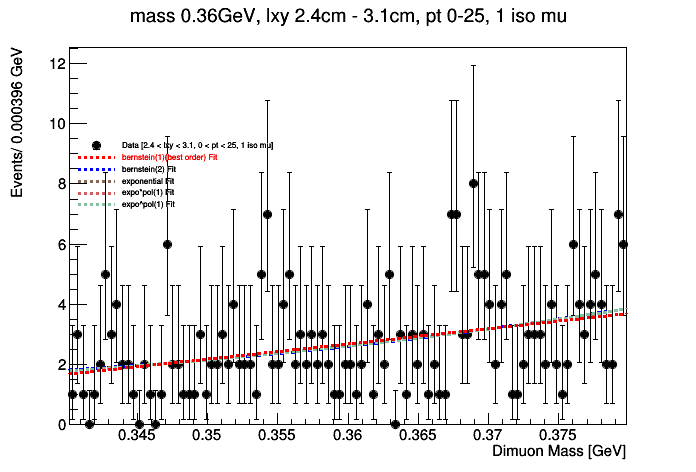 mass 0.36GeV, lxy 2.4cm - 3.1cm, pt 0-25, 1 iso mu
Events/ 0.000396 GeV
12
10
8
6
4
2
0
Data [2.4 < lxy < 3.1, 0 < pt < 25, 1 iso mu]
bernstein(1)(best order) Fit
bernstein(2) Fit
exponential Fit
expo*pol(1) Fit
expo^pol(1) Fit
0.345 0.35 0.355 0.36 0.365 0.37 0.375
Dimuon Mass [GeV]